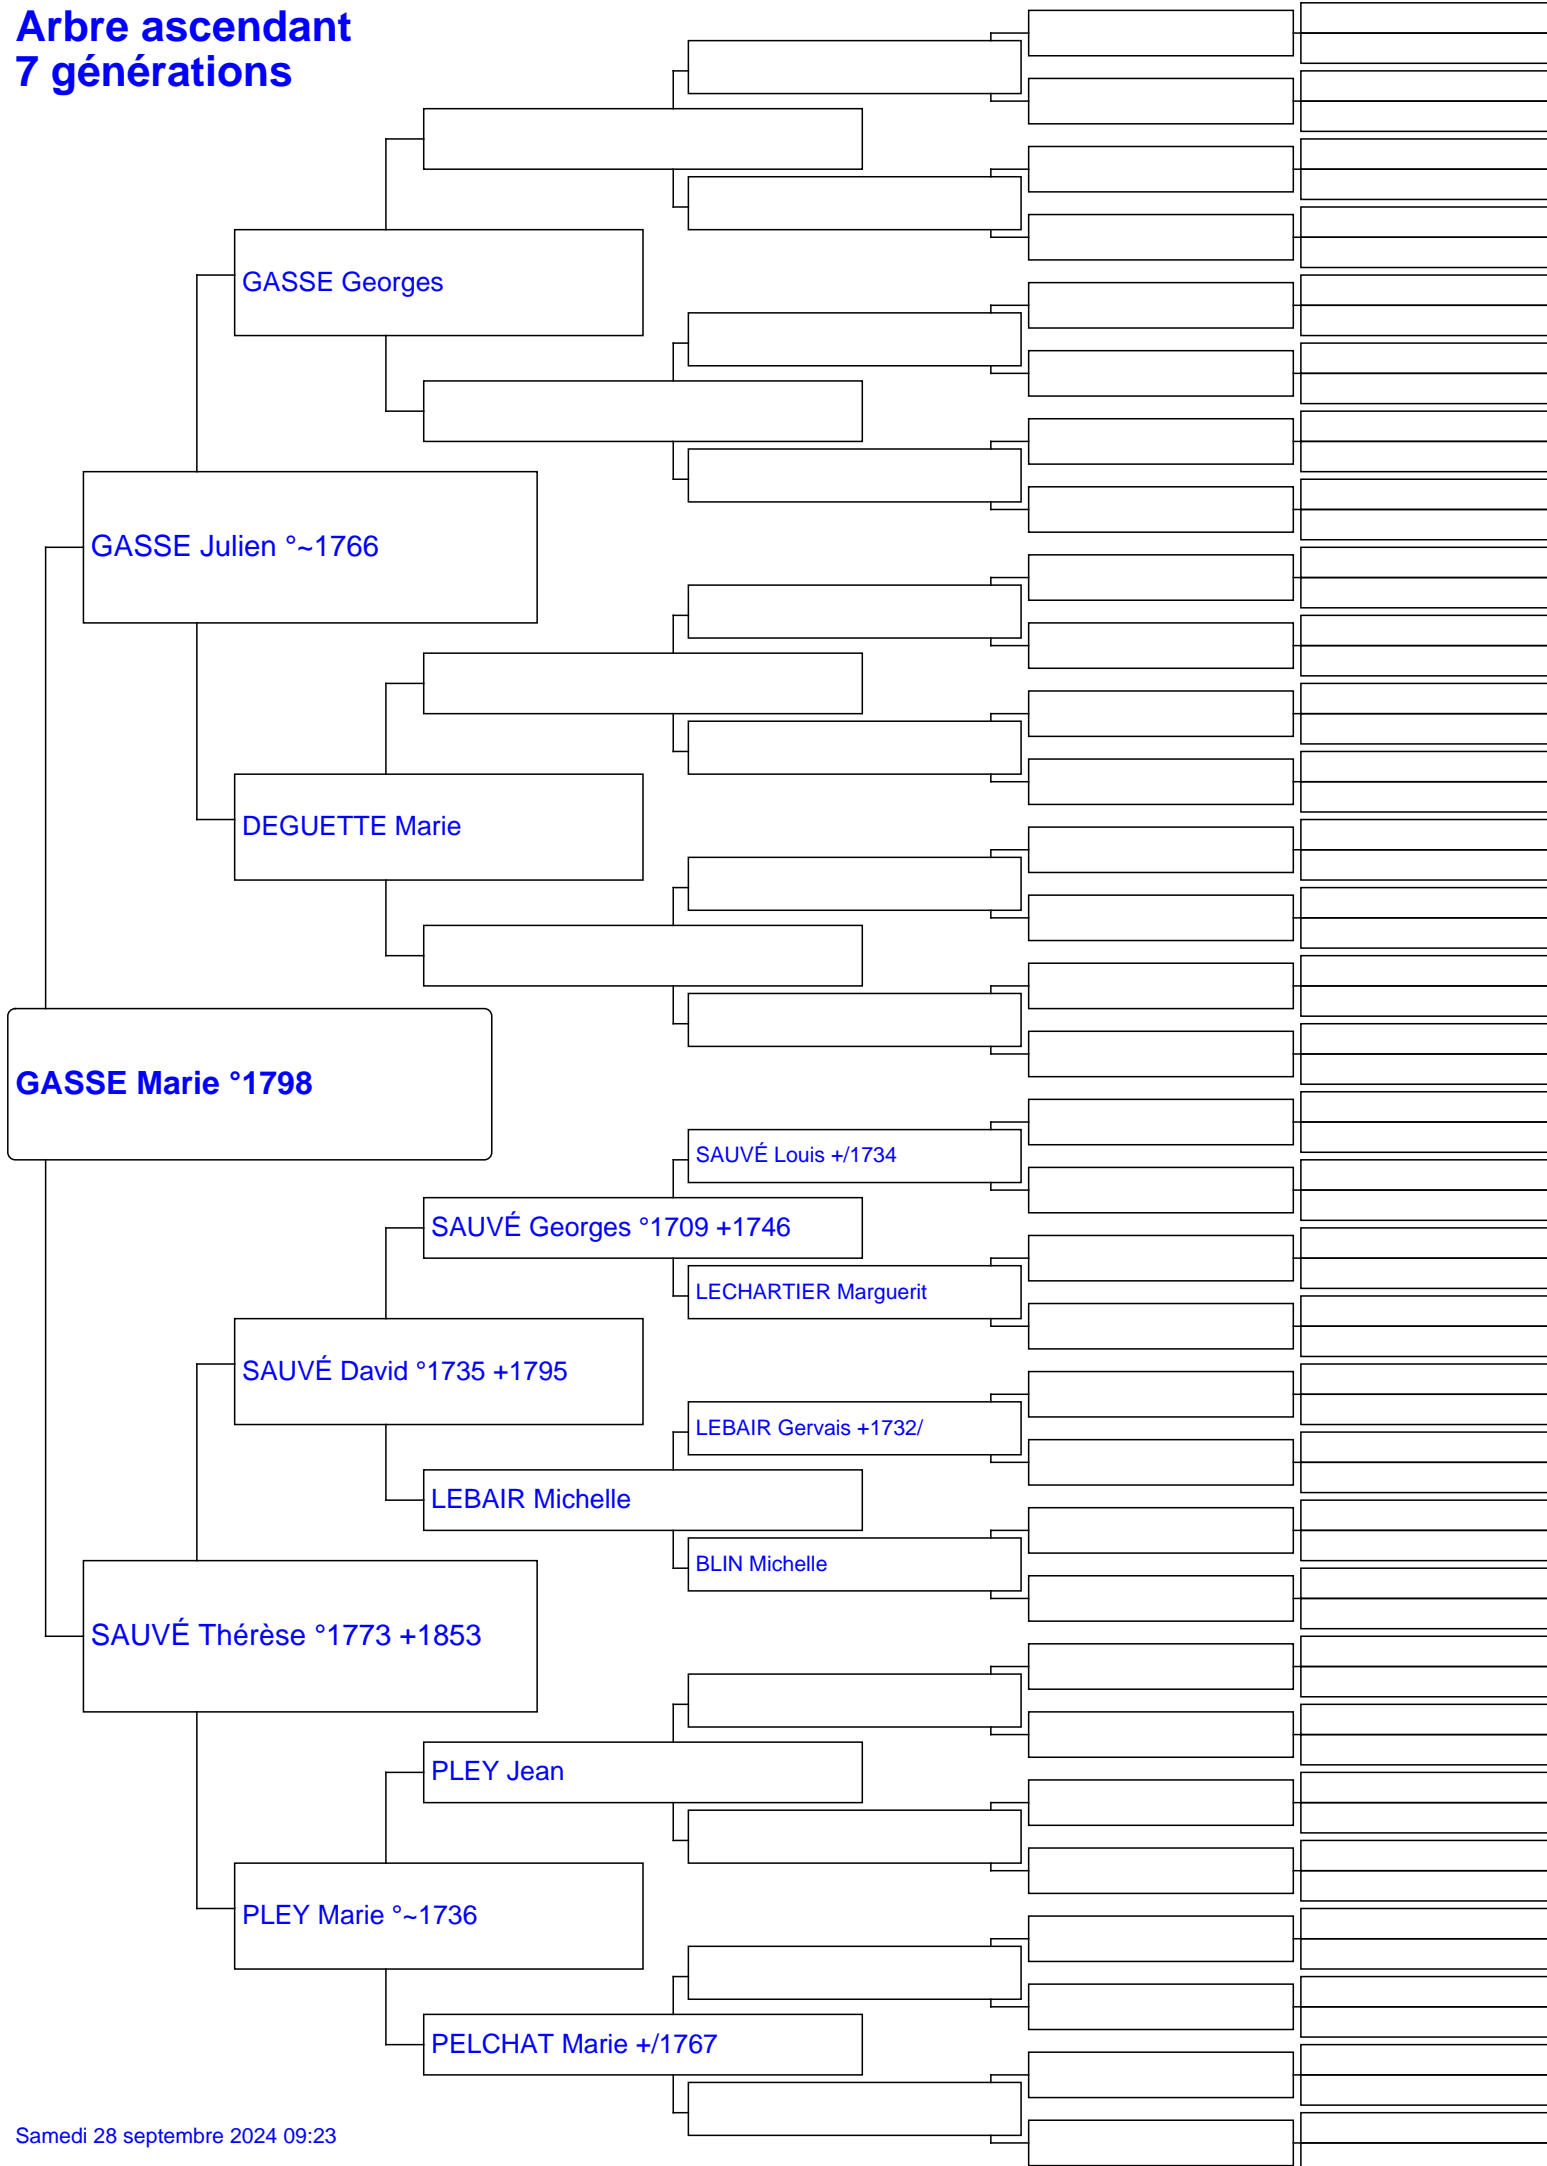 Arbre ascendant
7 générations
GASSE Georges
GASSE Julien °~1766
DEGUETTE Marie
GASSE Marie °1798
SAUVÉ Louis +/1734
SAUVÉ Georges °1709 +1746
LECHARTIER Marguerit
SAUVÉ David °1735 +1795
LEBAIR Gervais +1732/
LEBAIR Michelle
BLIN Michelle
SAUVÉ Thérèse °1773 +1853
PLEY Jean
PLEY Marie °~1736
PELCHAT Marie +/1767
Samedi 28 septembre 2024 09:23